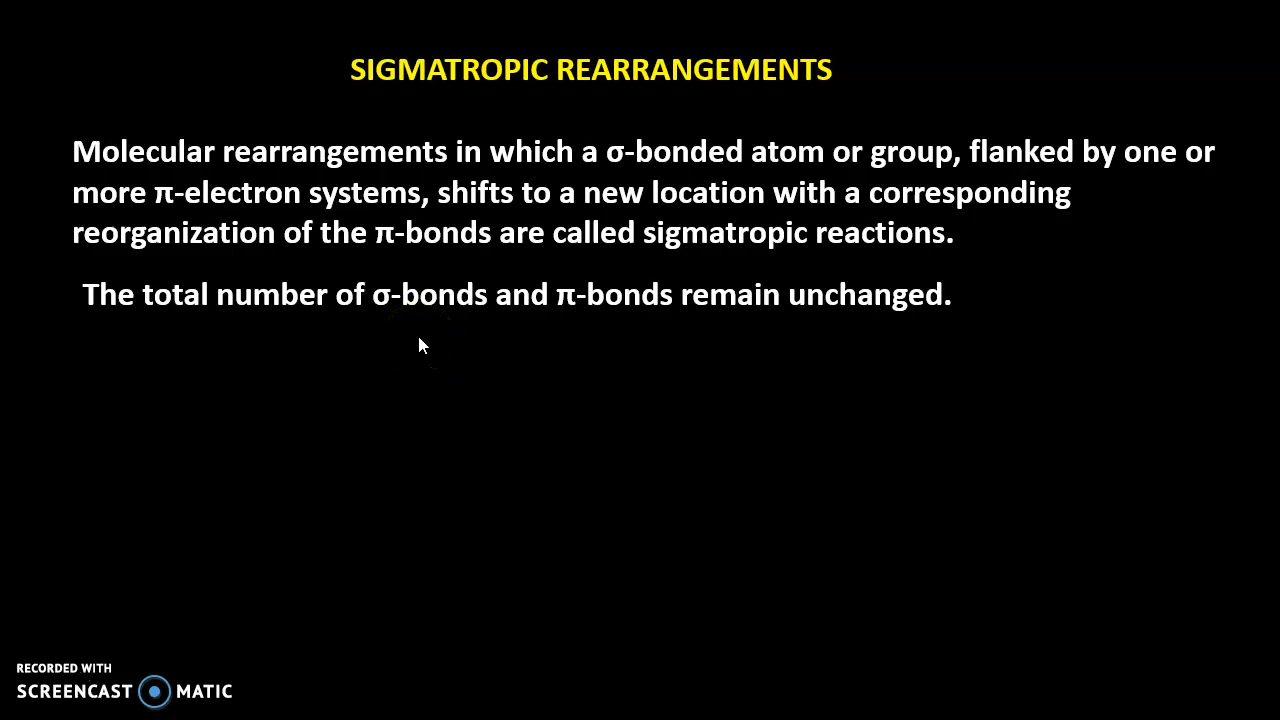 SIGMATROPIC REARRANGEMENTS
Molecular rearrangements in which a σ-bonded atom or group, flanked by one or
more π-electron systems, shifts to a new location with a corresponding
reorganization of the π-bonds are called sigmatropic reactions.
The total number of σ-bonds and π-bonds remain unchanged.
RECORDED WITH
SCREENCAST MATIC